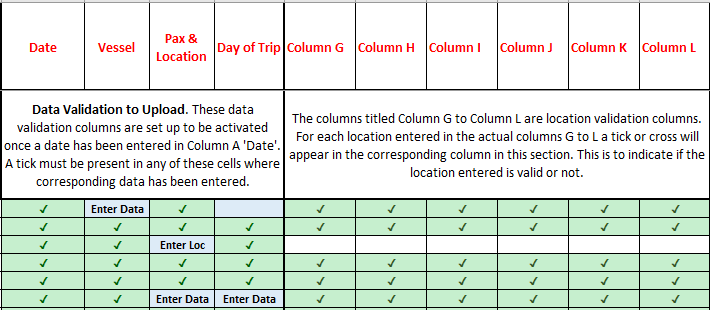 Date Vessel Pax & Location Day of Trip Column G Column H Column I Column J Column K Column L
Data Validation to Upload. These data
validation columns are set up to be activated
once a date has been entered in Column A 'Date'.
A tick must be present in any of these cells where
corresponding data has been entered.
The columns titled Column G to Column L are location validation columns.
For each location entered in the actual columns G to L a tick or cross will
appear in the corresponding column in this section. This is to indicate if the
location entered is valid or not.
✓ Enter Data ✓ ✓ ✓ ✓ ✓ ✓ ✓
✓ ✓ ✓ ✓ ✓ ✓ ✓ ✓ ✓ ✓
✓ ✓ Enter Loc ✓
✓ ✓ ✓ ✓ ✓ ✓ ✓ ✓ ✓ ✓
✓ ✓ ✓ ✓ ✓ ✓ ✓ ✓ ✓ ✓
✓ ✓ Enter Data Enter Data ✓ ✓ ✓ ✓ ✓ ✓